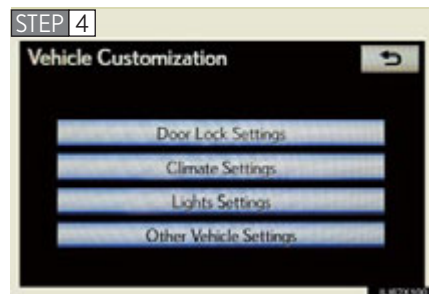 STEP 4
Vehicle Customization
Door Lock Settings
Climate Settings
Lights Settings
Other Vehicle Settings